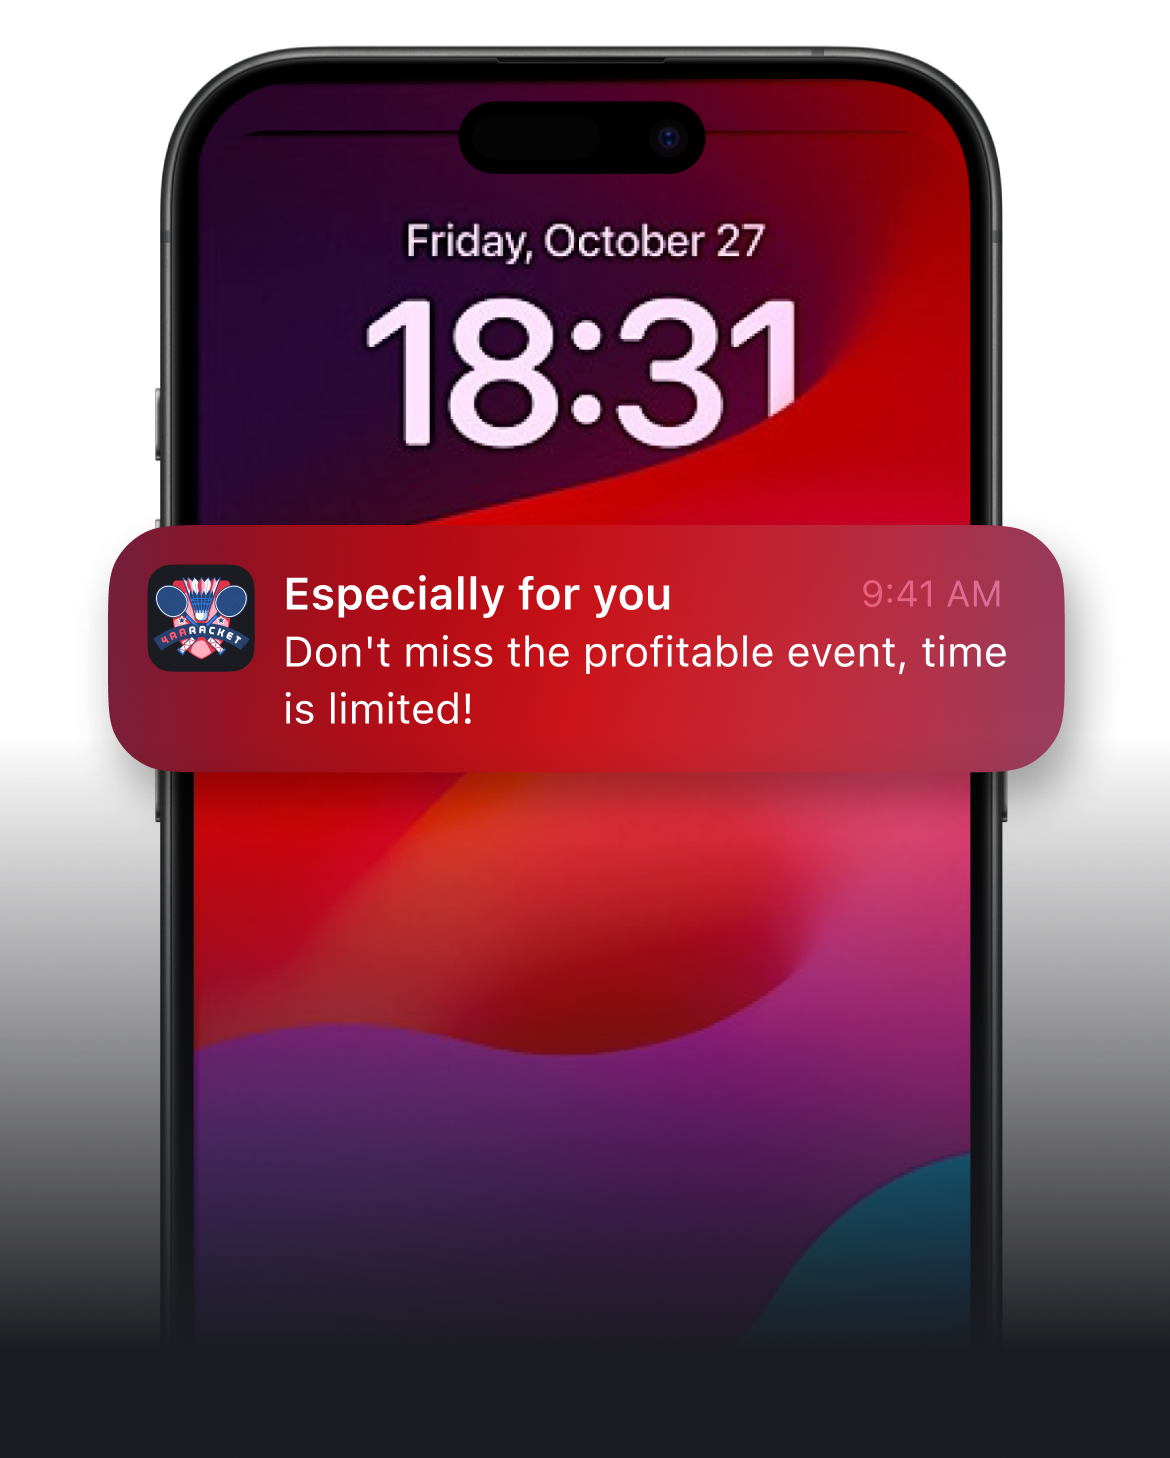 Friday, October 27
18:31
Especially for you
9:41 AM
Don't miss the profitable event, time
is limited!
4RARACKET